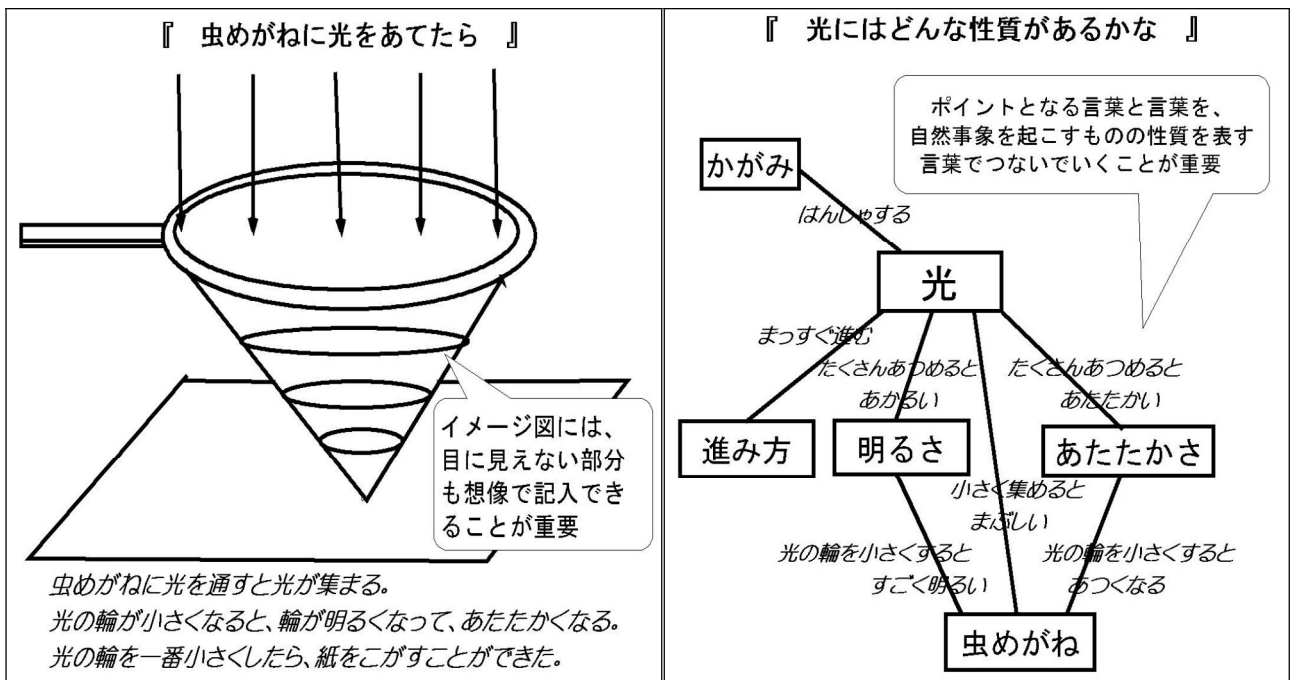 『 虫めがねに光をあてたら 』
イメージ図には、
目に見えない部分
も想像で記入でき
ることが重要
虫めがねに光を通すと光が集まる。
光の輪が小さくなると、輪が明るくなって、あたたかくなる。
光の輪を一番小さくしたら、紙をこがすことができた。
『 光にはどんな性質があるかな 』
ポイントとなる言葉と言葉を、
自然事象を起こすものの性質を表す
言葉でつないでいくことが重要
かがみ
はんしゃする
光
まっすぐ進む
たくさんあつめると
あかるい
たくさんあつめると
あたたかい
進み方
明るさ
あたたかさ
小さく集めると
まぶしい
光の輪を小さくすると
すごく明るい
光の輪を小さくすると
あつくなる
虫めがね